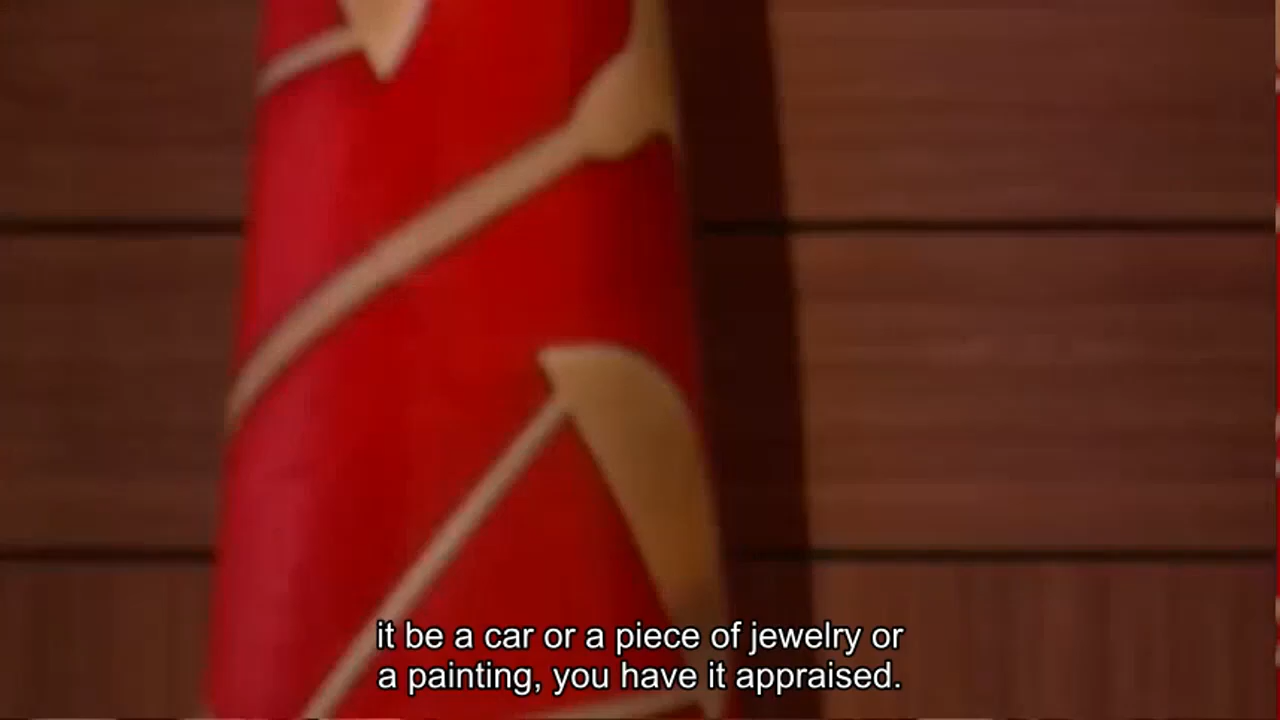 it be a car or a piece of jewelry or
a painting, you have it appraised.